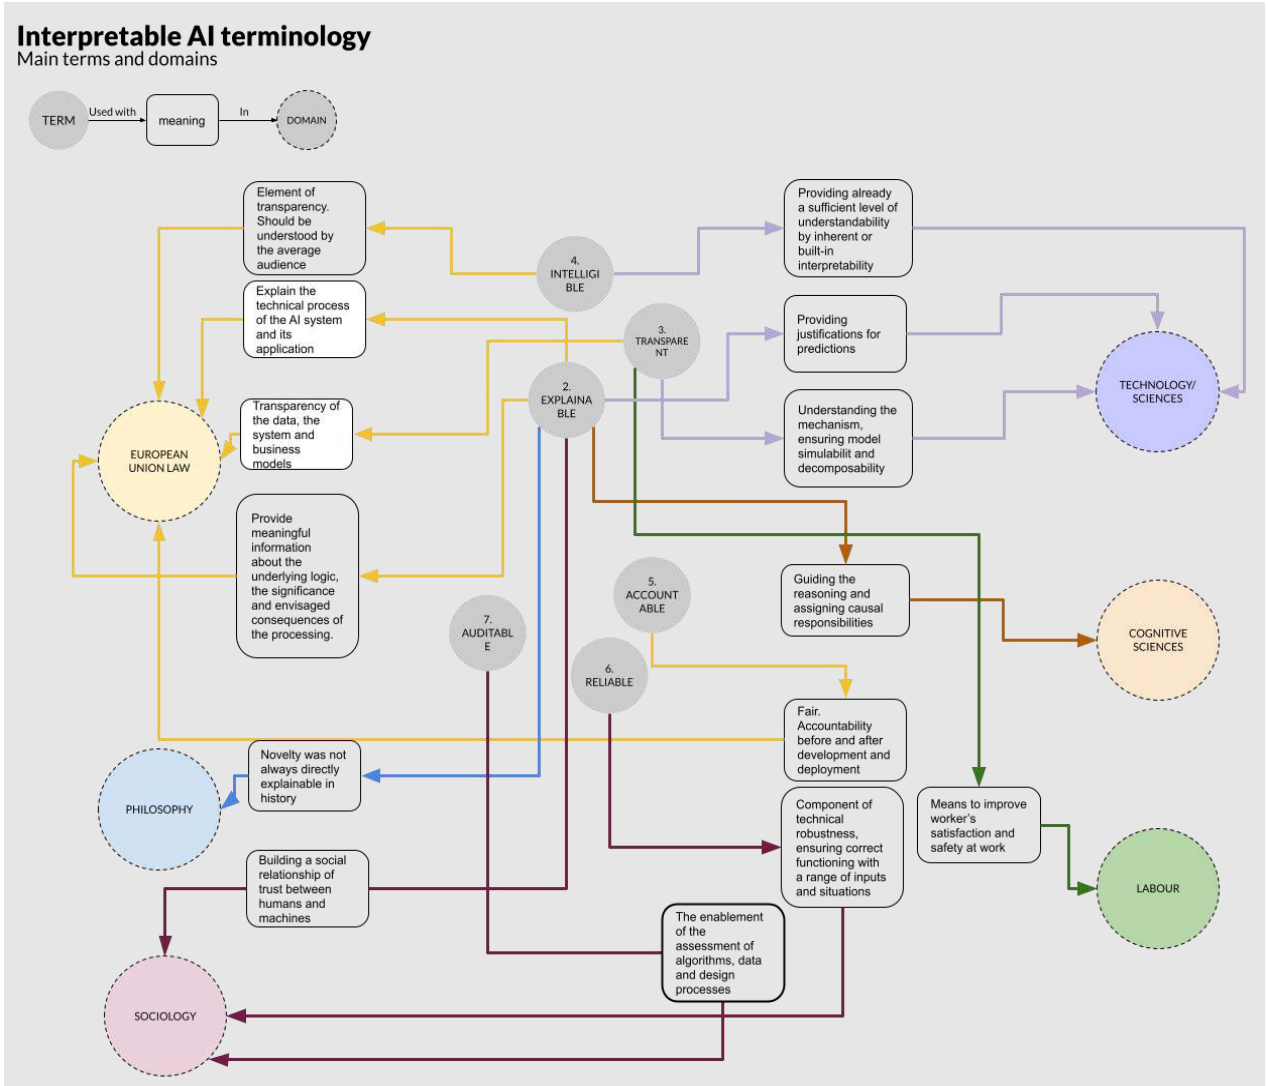 Interpretable AI terminology
Main terms and domains
TERM
Used with
meaning
In
DOMAIN
Element of
transparency.
Should be
understood by
the average
audience
Providing already
a sufficient level of
understandability
by inherent or
built-in
interpretability
4.
INTELLIGI
BLE
Explain the
technical process
of the AI system
and its
application
3.
TRANSPARE
NT
Providing
justifications for
predictions
TECHNOLOGY/
SCIENCES
2.
EXPLAINA
BLE
Transparency of
the data, the
system and
business
models
Understanding the
mechanism,
ensuring model
simulabilit and
decomposability
EUROPEAN
UNION LAW
Provide
meaningful
information
about the
underlying logic,
the significance
and envisaged
consequences of
the processing.
5.
ACCOUNT
ABLE
Guiding the
reasoning and
assigning causal
responsibilities
7.
AUDITABL
E
COGNITIVE
SCIENCES
6.
RELIABLE
Fair.
Accountability
before and after
development and
deployment
Novelty was not
always directly
explainable in
history
PHILOSOPHY
Component of
technical
robustness,
ensuring correct
functioning with
a range of inputs
and situations
Means to improve
worker's
satisfaction and
safety at work
Building a social
relationship of
trust between
humans and
machines
LABOUR
The enablement
of the
assessment of
algorithms, data
and design
processes
SOCIOLOGY